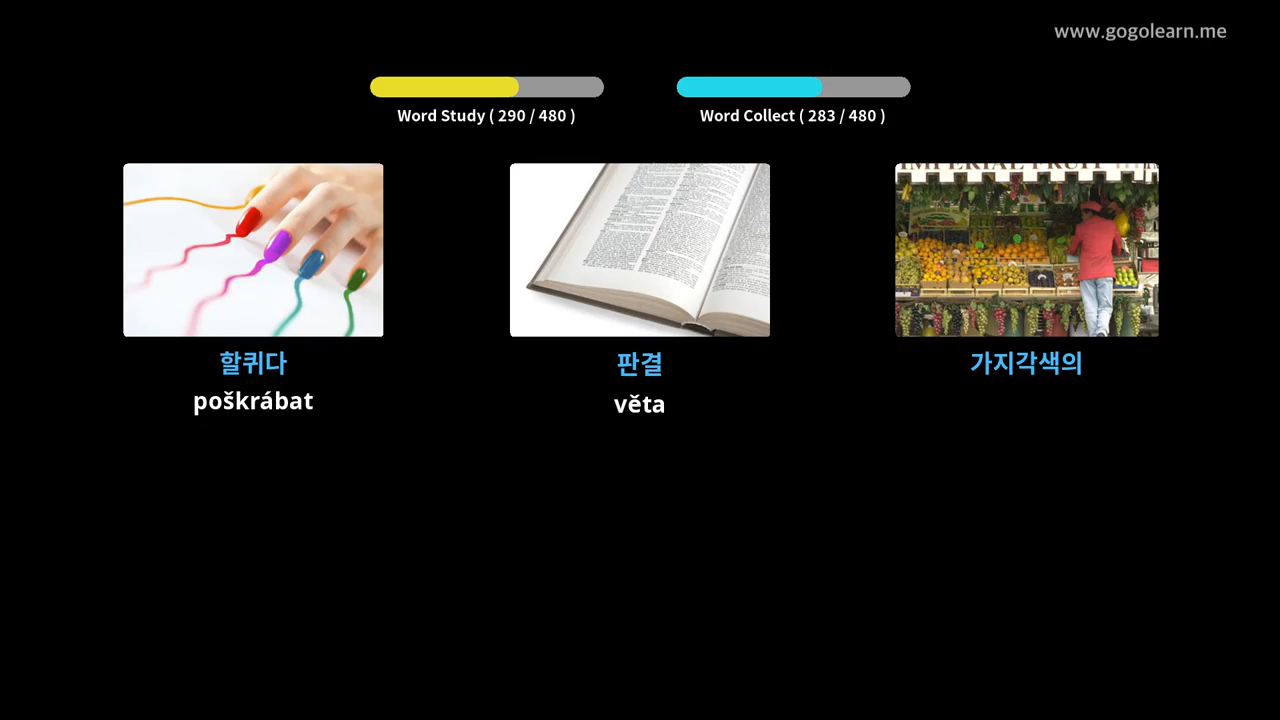 www.gogolearn.me
Word Study ( 290 / 480 )
Word Collect ( 283 / 480 )
할퀴다
판결
가지각색의
poškrábat
věta